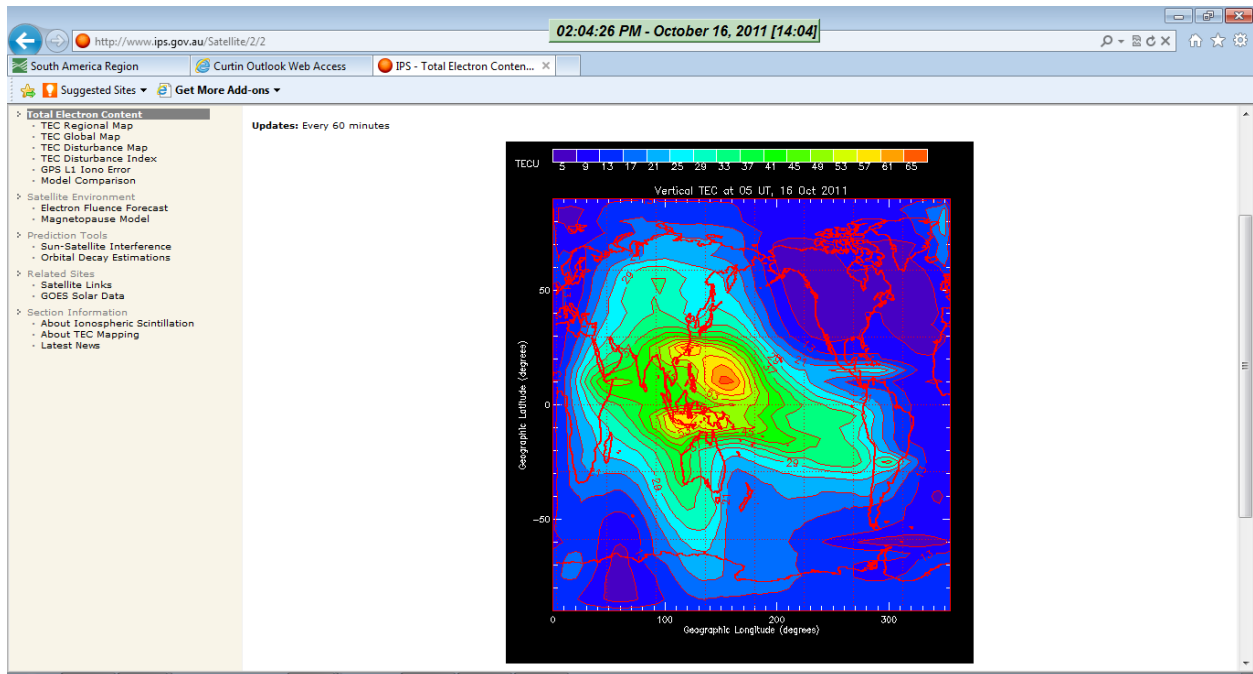 02:04:26 PM - October 16, 2011 [14:04]
http://www.ips.gov.au/Satellite/2/2
South America Region
Curtin Outlook Web Access
IPS - Total Electron Conten...
Suggested Sites
Get More Add-ons
Total Electron Content
- TEC Regional Map
- TEC Global Map
- TEC Disturbance Map
- TEC Disturbance Index
- GPS L1 Iono Error
- Model Comparison
Satellite Environment
- Electron Fluence Forecast
- Magnetopause Model
Prediction Tools
- Sun-Satellite Interference
- Orbital Decay Estimations
Related Sites
- Satellite Links
- GOES Solar Data
Section Information
- About Ionospheric Scintillation
- About TEC Mapping
- Latest News
Updates: Every 60 minutes
TECU 5 9 13 17 21 25 29 33 37 41 45 49 53 57 61 65
Vertical TEC at 05 UT, 16 Oct 2011
29
53
45
29
29
50
0
-50
Geographic Latitude (degrees)
0 100 200 300
Geographic Longitude (degrees)